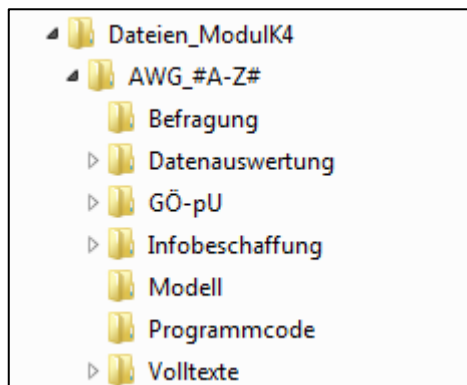 Dateien_ModulK4
AWG_#A-Z#
Befragung
Datenauswertung
GÖ-pU
Infobeschaffung
Modell
Programmcode
Volltexte